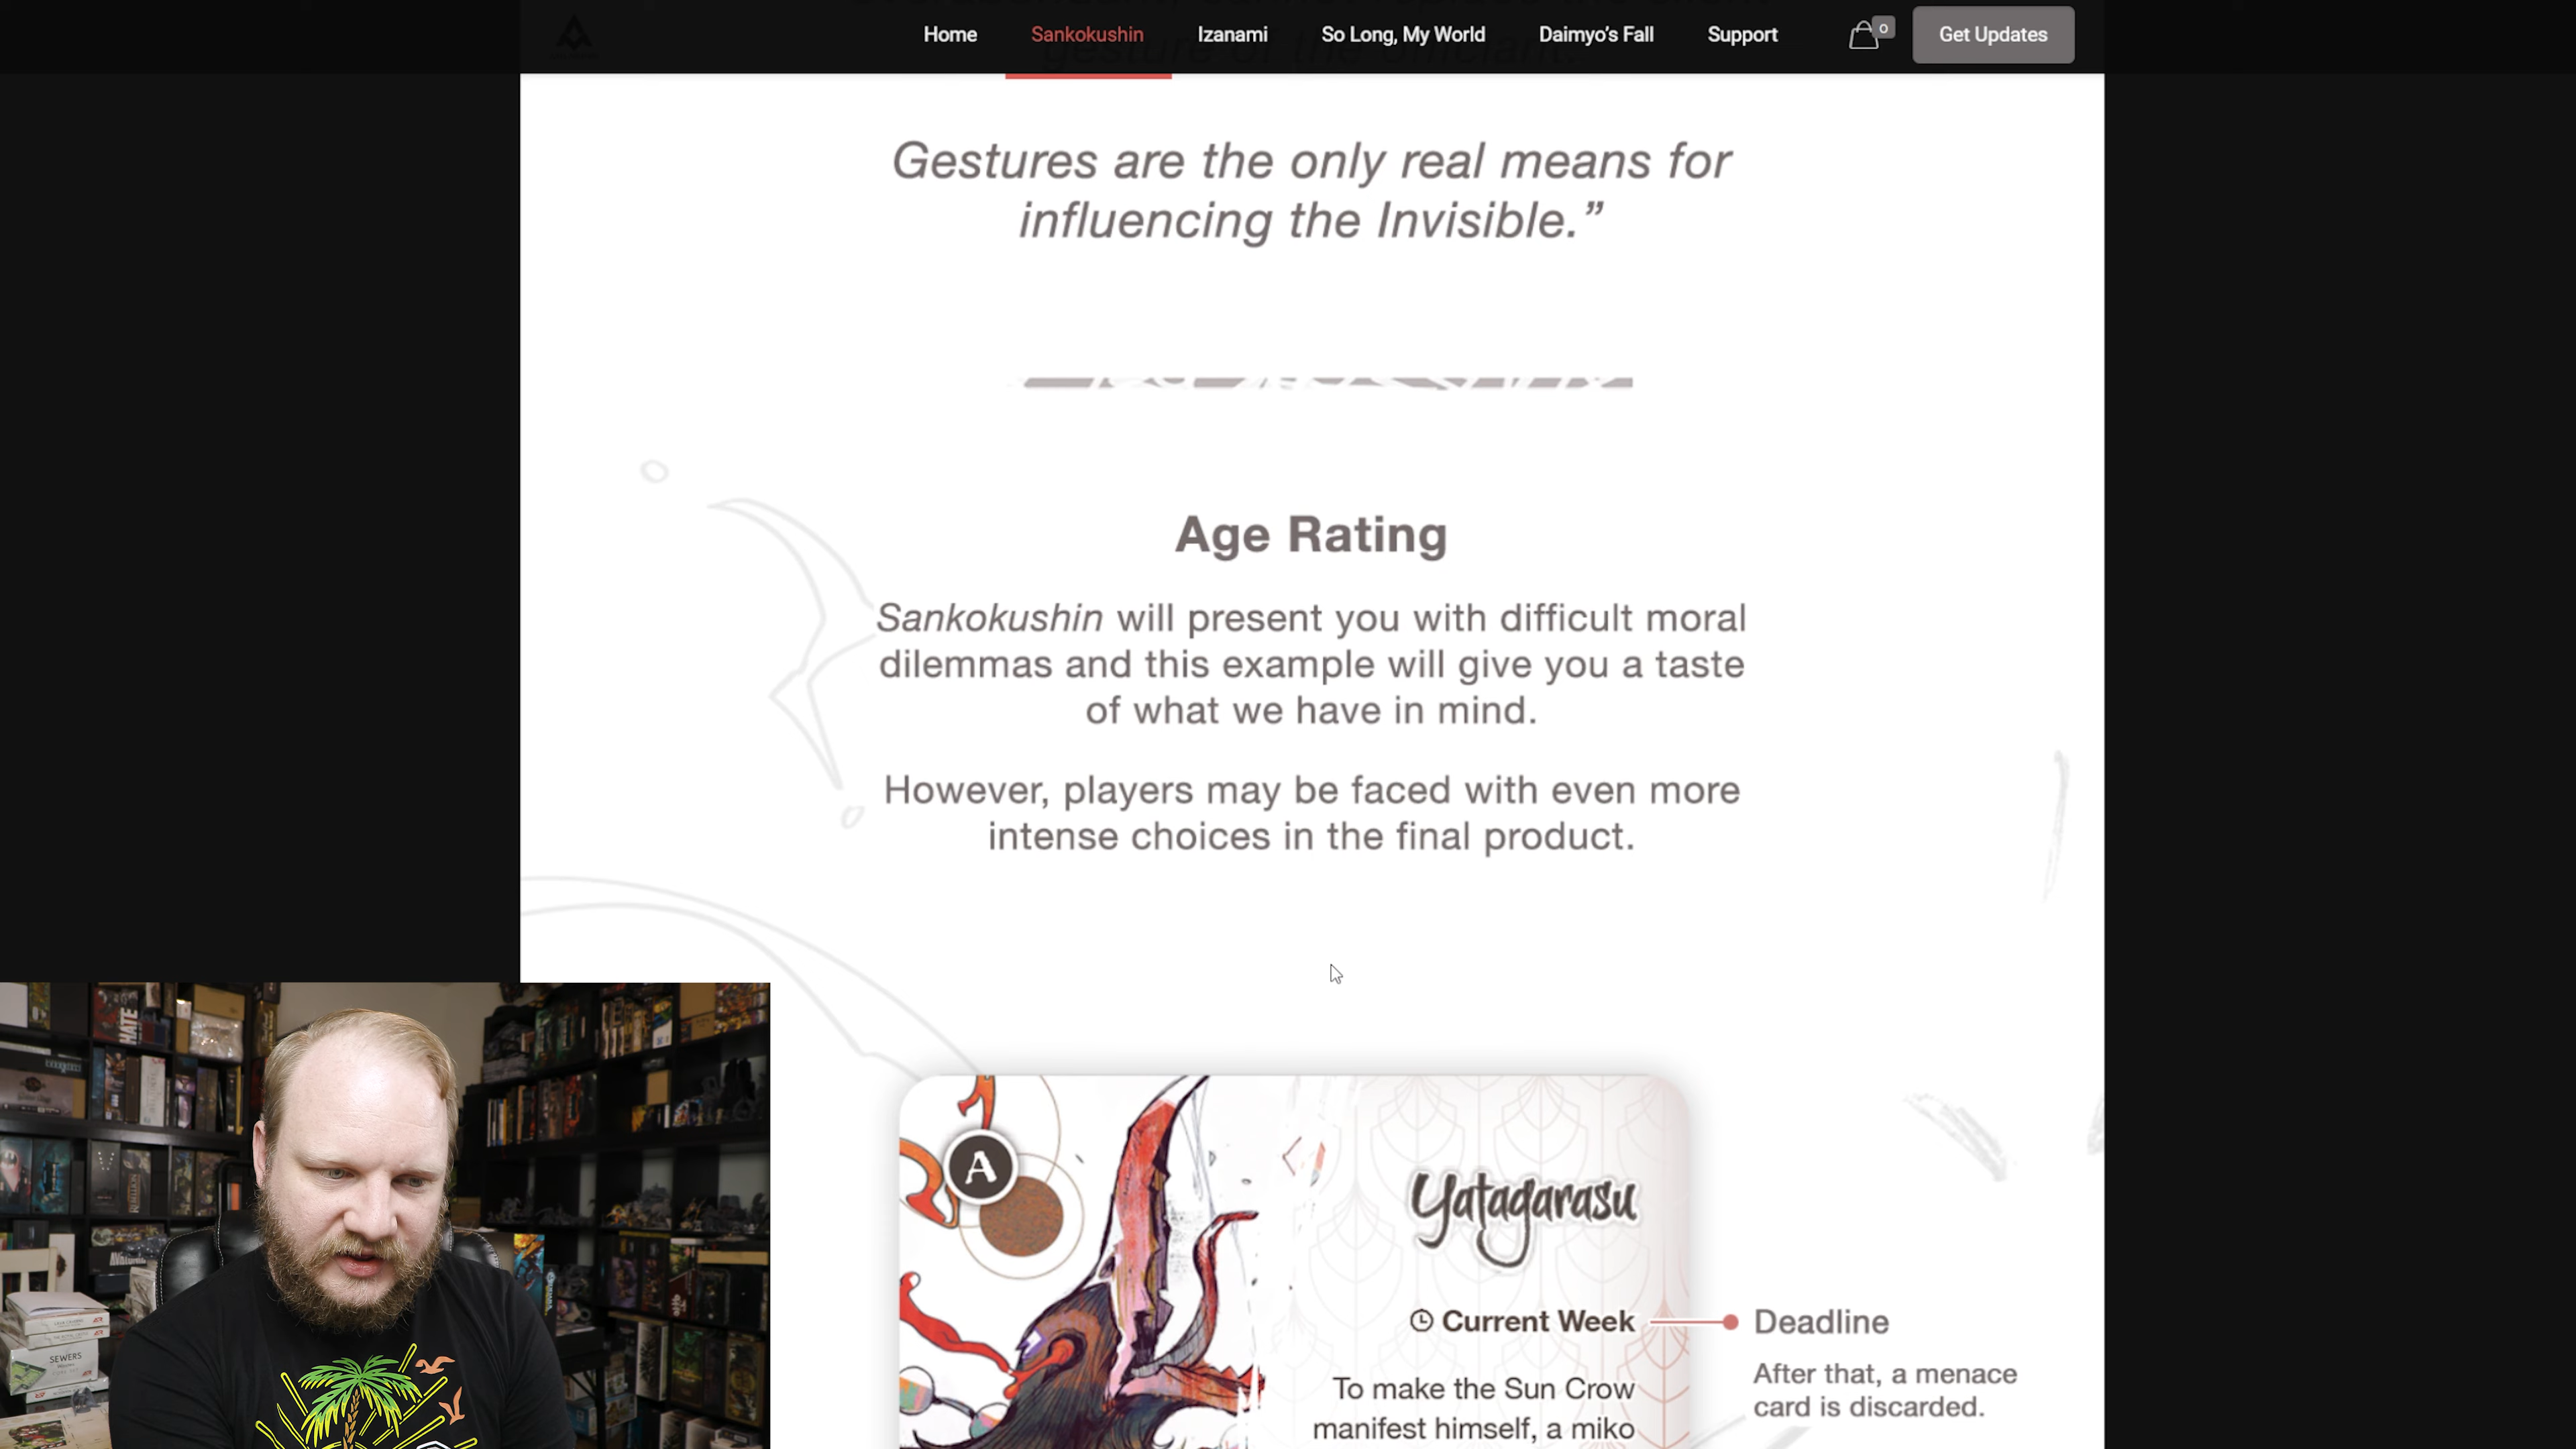 Home Sankokushin Izanami So Long, My World Daimyo's Fall Support 0 Get Updates
Gestures are the only real means for
influencing the Invisible.”
Age Rating
Sankokushin will present you with difficult moral
dilemmas and this example will give you a taste
of what we have in mind.
However, players may be faced with even more
intense choices in the final product.
A
Yatagarasu
Current Week
Deadline
To make the Sun Crow
manifest himself, a miko
After that, a menace
card is discarded.
HATE
SEWERS